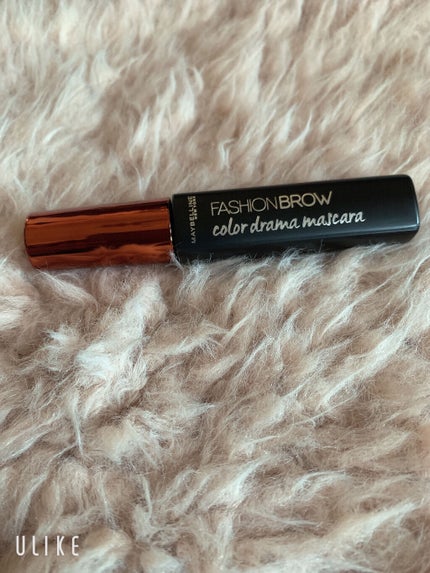 MAYBELLINE
NEW YORK
FASHIONBROW
color drama mascara
ULIKE